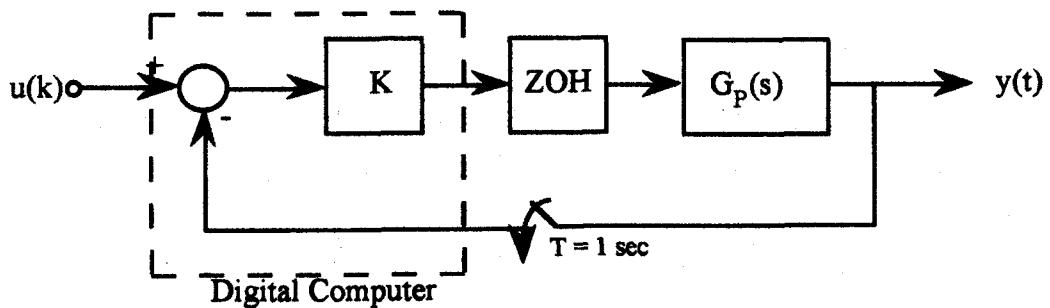 +
u(k)
-
K
ZOH
G_P(s)
y(t)
T = 1 sec
Digital Computer